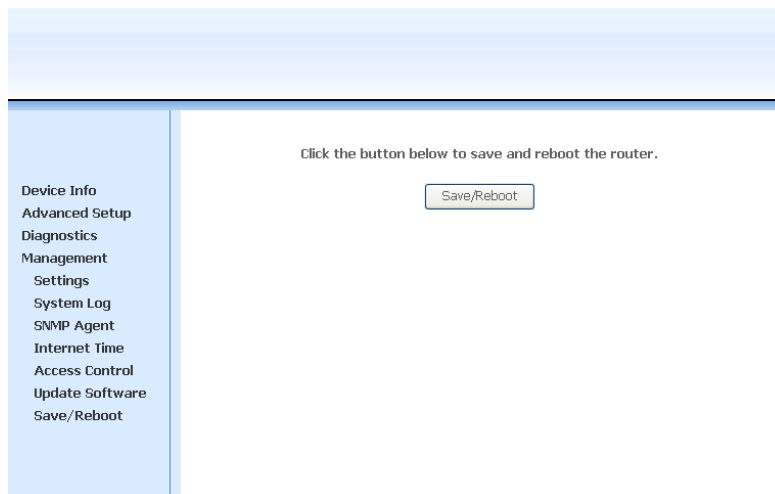 Click the button below to save and reboot the router.
Save/Reboot
Device Info
Advanced Setup
Diagnostics
Management
Settings
System Log
SNMP Agent
Internet Time
Access Control
Update Software
Save/Reboot